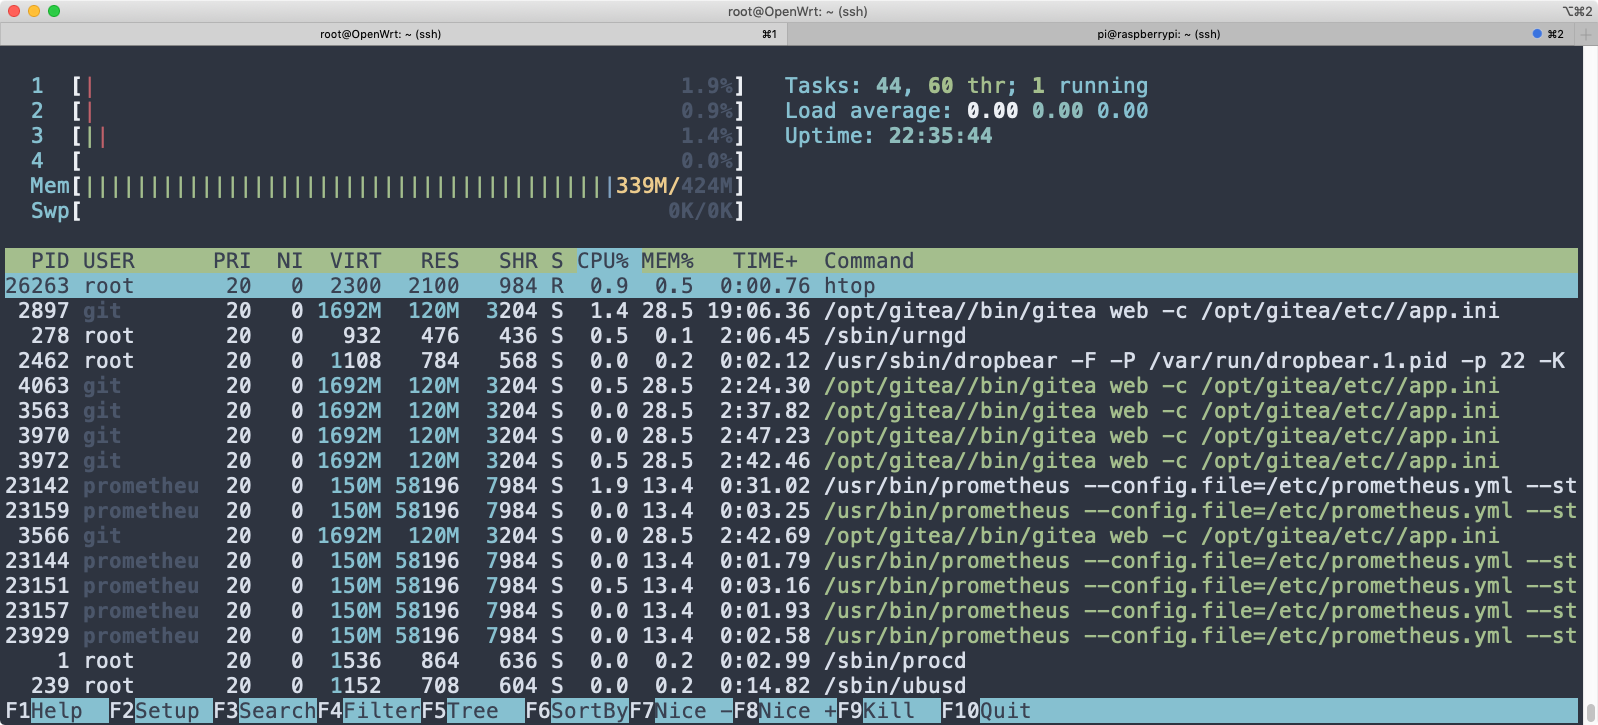 root@OpenWrt: ~ (ssh)
⌥⌘2
root@OpenWrt: ~ (ssh) ⌘1 pi@raspberrypi: ~ (ssh) ⌘2 +
1 [| 1.9%] Tasks: 44, 60 thr; 1 running
2 [| 0.9%] Load average: 0.00 0.00 0.00
3 [|| 1.4%] Uptime: 22:35:44
4 [ 0.0%]
Mem[|||||||||||||||||||||||||||||||||||||||||339M/424M]
Swp[ 0K/0K]
PID USER PRI NI VIRT RES SHR S CPU% MEM% TIME+ Command
26263 root 20 0 2300 2100 984 R 0.9 0.5 0:00.76 htop
2897 git 20 0 1692M 120M 3204 S 1.4 28.5 19:06.36 /opt/gitea//bin/gitea web -c /opt/gitea/etc//app.ini
278 root 20 0 932 476 436 S 0.5 0.1 2:06.45 /sbin/urngd
2462 root 20 0 1108 784 568 S 0.0 0.2 0:02.12 /usr/sbin/dropbear -F -P /var/run/dropbear.1.pid -p 22 -K
4063 git 20 0 1692M 120M 3204 S 0.5 28.5 2:24.30 /opt/gitea//bin/gitea web -c /opt/gitea/etc//app.ini
3563 git 20 0 1692M 120M 3204 S 0.0 28.5 2:37.82 /opt/gitea//bin/gitea web -c /opt/gitea/etc//app.ini
3970 git 20 0 1692M 120M 3204 S 0.0 28.5 2:47.23 /opt/gitea//bin/gitea web -c /opt/gitea/etc//app.ini
3972 git 20 0 1692M 120M 3204 S 0.5 28.5 2:42.46 /opt/gitea//bin/gitea web -c /opt/gitea/etc//app.ini
23142 prometheu 20 0 150M 58196 7984 S 1.9 13.4 0:31.02 /usr/bin/prometheus --config.file=/etc/prometheus.yml --st
23159 prometheu 20 0 150M 58196 7984 S 0.0 13.4 0:03.25 /usr/bin/prometheus --config.file=/etc/prometheus.yml --st
3566 git 20 0 1692M 120M 3204 S 0.0 28.5 2:42.69 /opt/gitea//bin/gitea web -c /opt/gitea/etc//app.ini
23144 prometheu 20 0 150M 58196 7984 S 0.0 13.4 0:01.79 /usr/bin/prometheus --config.file=/etc/prometheus.yml --st
23151 prometheu 20 0 150M 58196 7984 S 0.5 13.4 0:03.16 /usr/bin/prometheus --config.file=/etc/prometheus.yml --st
23157 prometheu 20 0 150M 58196 7984 S 0.0 13.4 0:01.93 /usr/bin/prometheus --config.file=/etc/prometheus.yml --st
23929 prometheu 20 0 150M 58196 7984 S 0.0 13.4 0:02.58 /usr/bin/prometheus --config.file=/etc/prometheus.yml --st
1 root 20 0 1536 864 636 S 0.0 0.2 0:02.99 /sbin/procd
239 root 20 0 1152 708 604 S 0.0 0.2 0:14.82 /sbin/ubusd
F1Help F2Setup F3SearchF4FilterF5Tree F6SortByF7Nice -F8Nice +F9Kill F10Quit